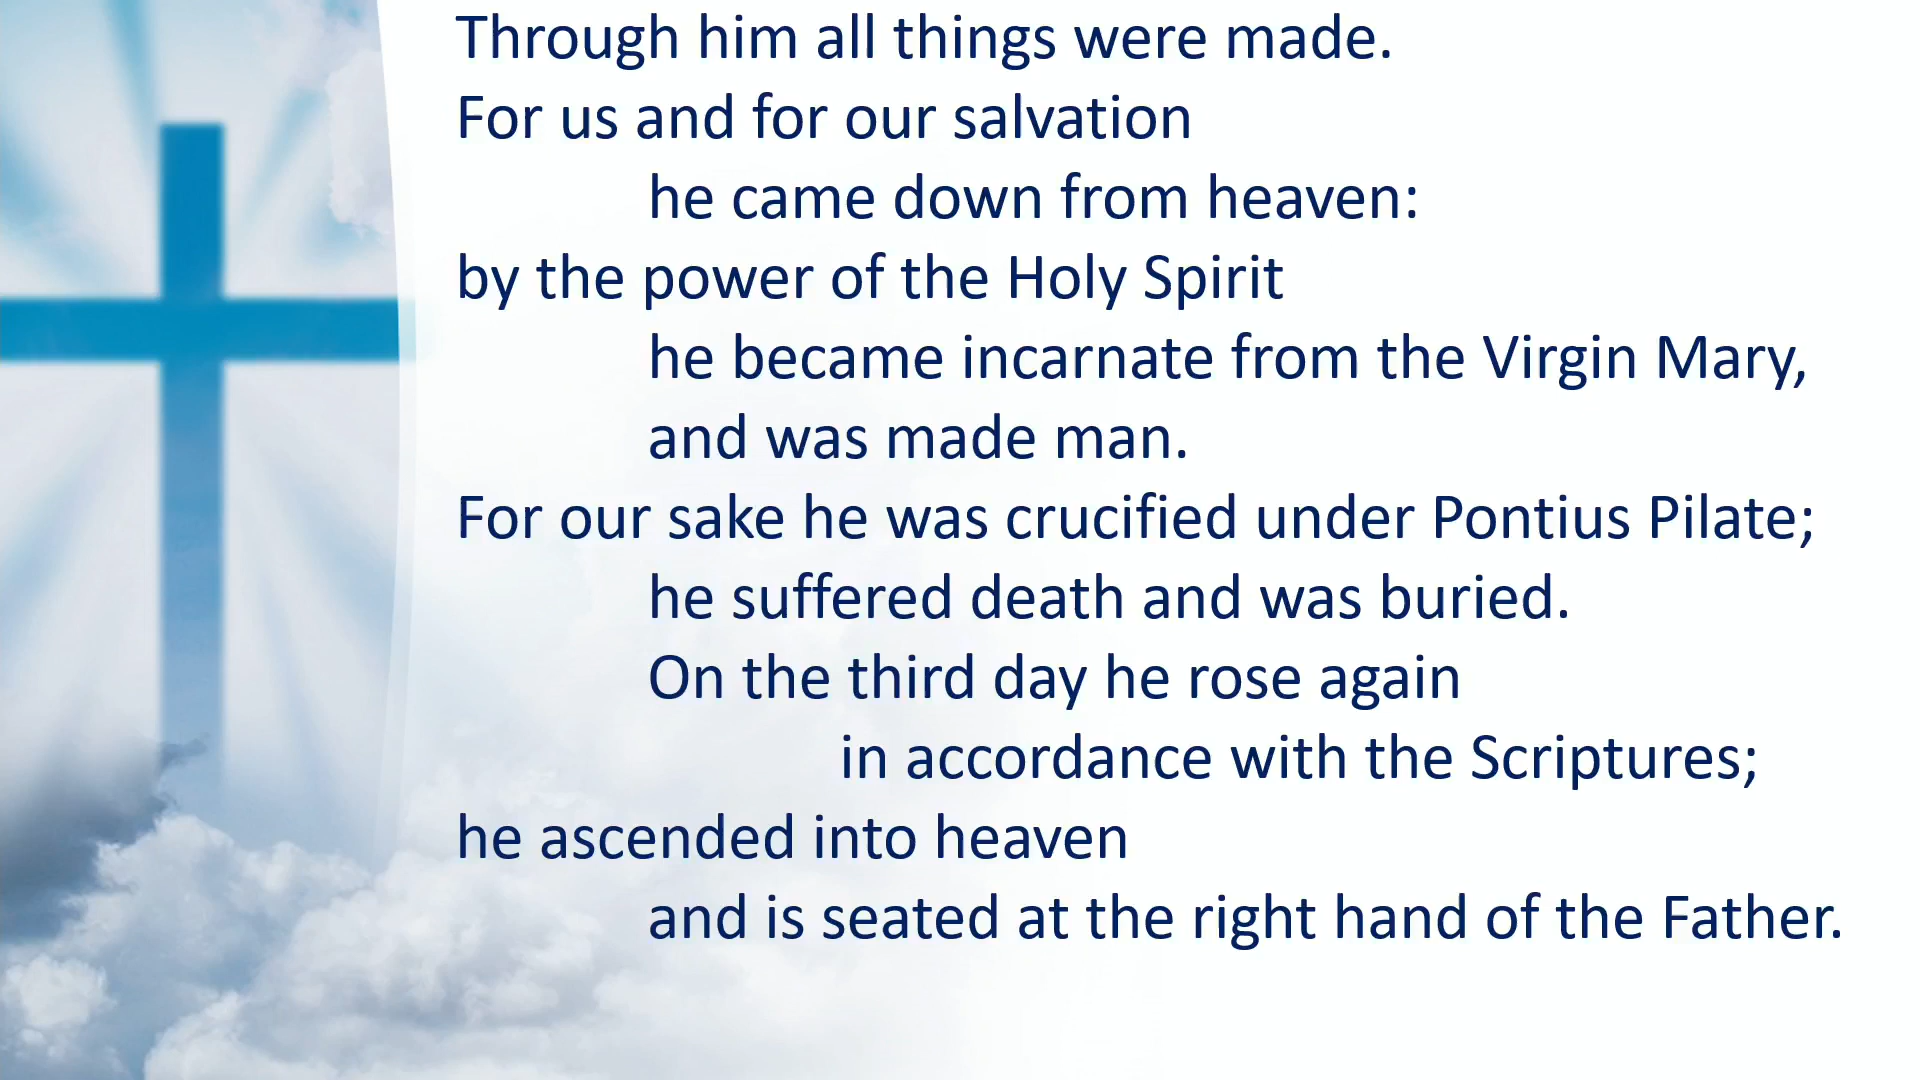 Through him all things were made.
For us and for our salvation
he came down from heaven:
by the power of the Holy Spirit
he became incarnate from the Virgin Mary,
and was made man.
For our sake he was crucified under Pontius Pilate;
he suffered death and was buried.
On the third day he rose again
in accordance with the Scriptures;
he ascended into heaven
and is seated at the right hand of the Father.